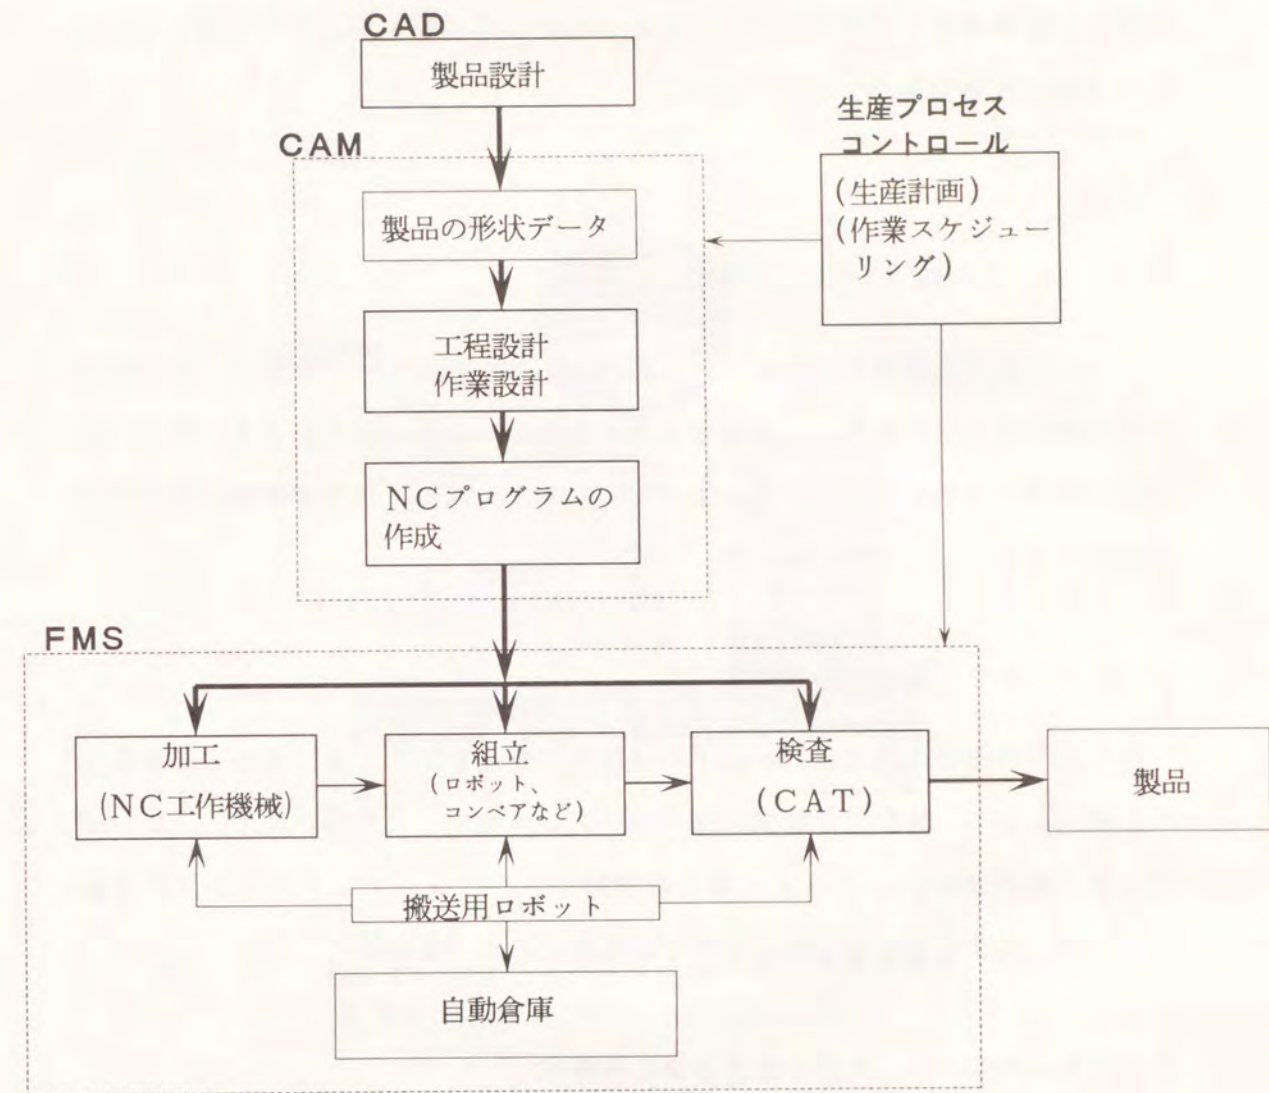 CAD
製品設計
生産プロセス
コントロール
CAM
(生産計画)
(作業スケジュー
リング)
製品の形状データ
工程設計
作業設計
NCプログラムの
作成
FMS
加工
(NC工作機械)
組立
(ロボット、
コンベアなど)
検査
(CAT)
製品
搬送用ロボット
自動倉庫